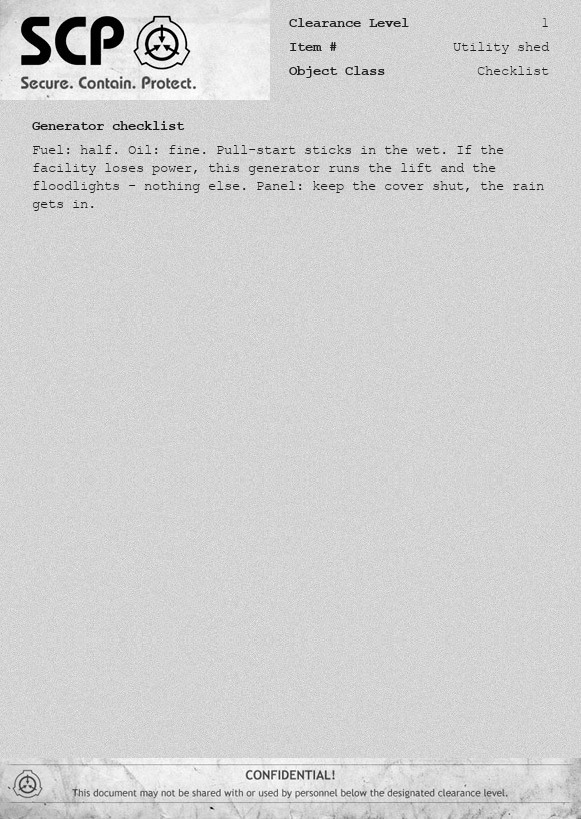 SCP
Secure. Contain. Protect.
Clearance Level 1
Item # Utility shed
Object Class Checklist
Generator checklist
Fuel: half. Oil: fine. Pull-start sticks in the wet. If the
facility loses power, this generator runs the lift and the
floodlights - nothing else. Panel: keep the cover shut, the rain
gets in.
CONFIDENTIAL!
This document may not be shared with or used by personnel below the designated clearance level.